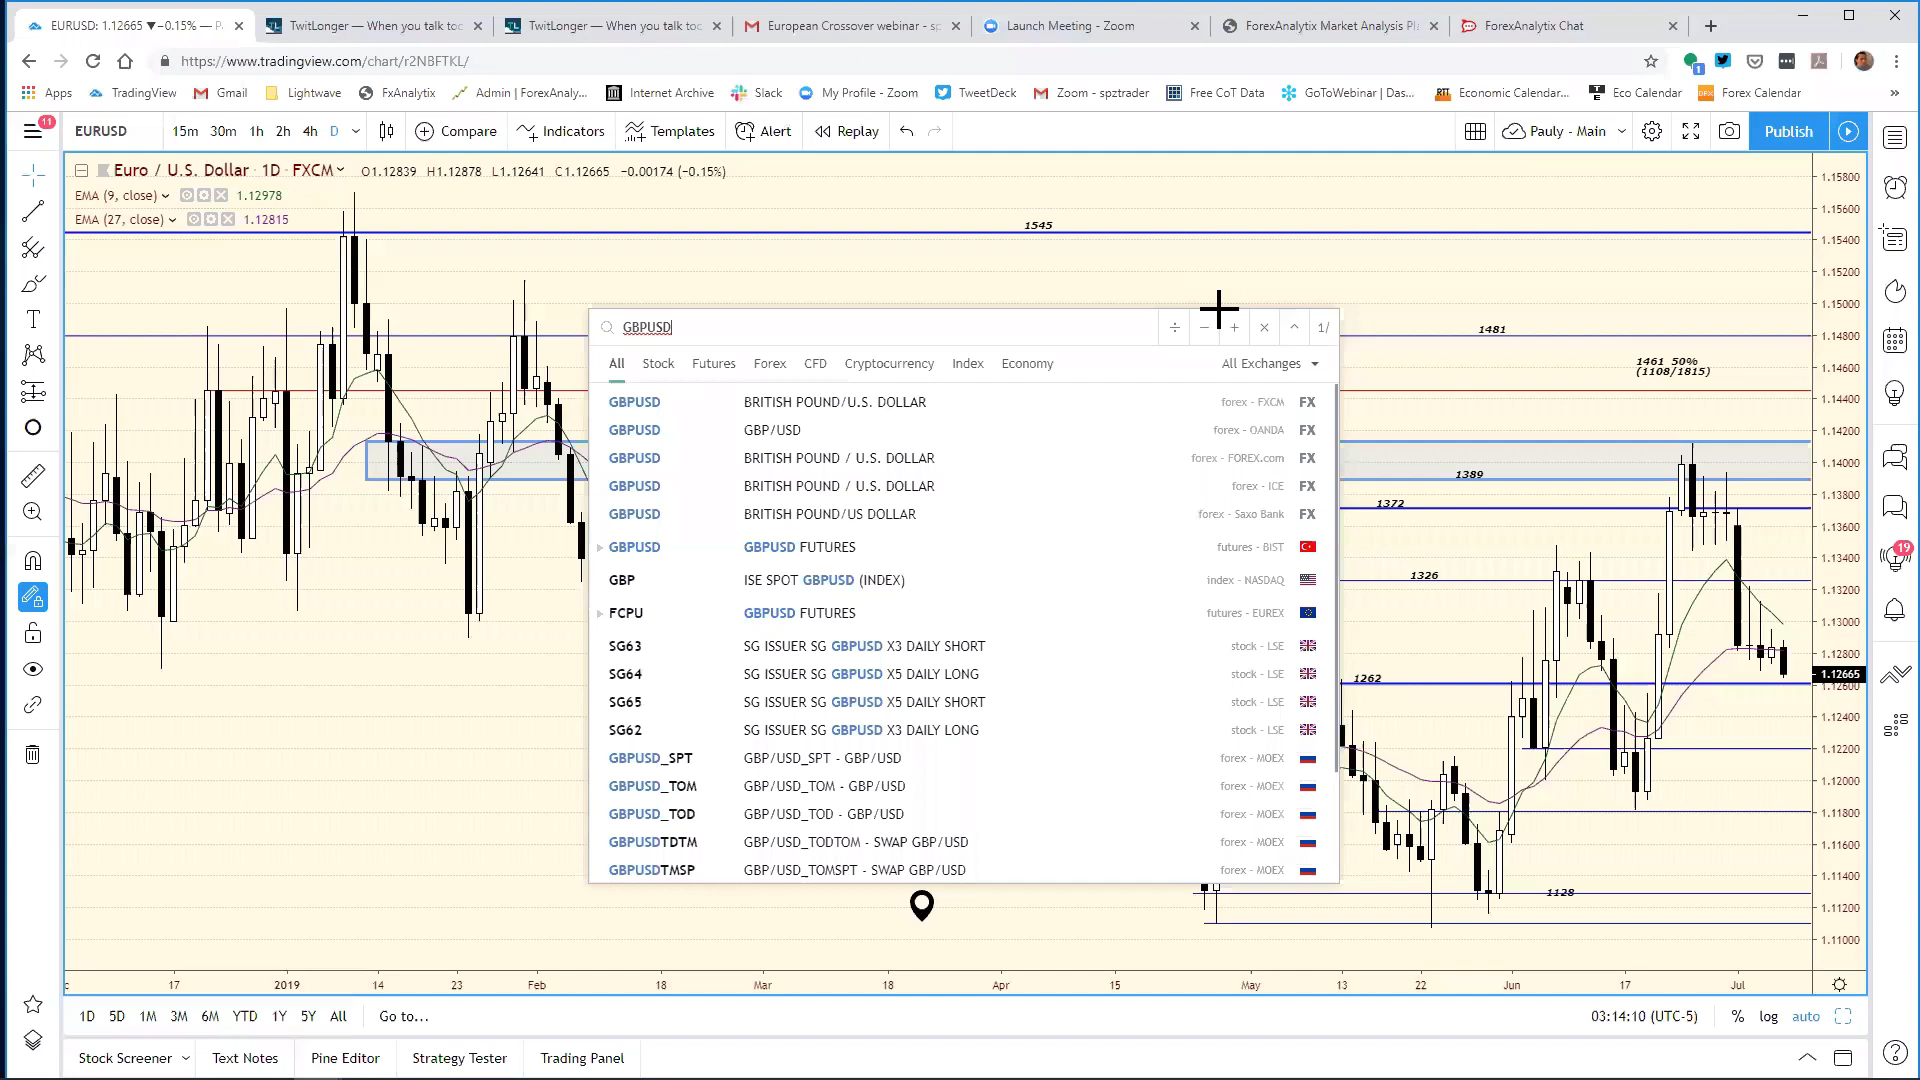 EURUSD: 1.12665 ▼−0.15% — P
TwitLonger — When you talk too
TwitLonger — When you talk too
European Crossover webinar - sp
Launch Meeting - Zoom
ForexAnalytix Market Analysis Pl
ForexAnalytix Chat
https://www.tradingview.com/chart/r2NBFTKL/
1
Apps
TradingView
Gmail
Lightwave
FxAnalytix
Admin | ForexAnaly...
Internet Archive
Slack
My Profile - Zoom
TweetDeck
Zoom - spztrader
Free CoT Data
GoToWebinar | Das...
Economic Calendar...
Eco Calendar
Forex Calendar
11
EURUSD
15m 30m 1h 2h 4h D
Compare
Indicators
Templates
Alert
Replay
Pauly - Main
Publish
Euro / U.S. Dollar · 1D · FXCM
O1.12839 H1.12878 L1.12641 C1.12665 −0.00174 (−0.15%)
EMA (9, close) 1.12978
EMA (27, close) 1.12815
1545
1481
1461 50%
(1108/1815)
1389
1372
1326
1262
1128
GBPUSD
÷ − + × ^ 1/
All Stock Futures Forex CFD Cryptocurrency Index Economy
All Exchanges
GBPUSD BRITISH POUND/U.S. DOLLAR forex - FXCM FX
GBPUSD GBP/USD forex - OANDA FX
GBPUSD BRITISH POUND / U.S. DOLLAR forex - FOREX.com FX
GBPUSD BRITISH POUND / U.S. DOLLAR forex - ICE FX
GBPUSD BRITISH POUND/US DOLLAR forex - Saxo Bank FX
GBPUSD GBPUSD FUTURES futures - BIST
GBP ISE SPOT GBPUSD (INDEX) index - NASDAQ
FCPU GBPUSD FUTURES futures - EUREX
SG63 SG ISSUER SG GBPUSD X3 DAILY SHORT stock - LSE
SG64 SG ISSUER SG GBPUSD X5 DAILY LONG stock - LSE
SG65 SG ISSUER SG GBPUSD X5 DAILY SHORT stock - LSE
SG62 SG ISSUER SG GBPUSD X3 DAILY LONG stock - LSE
GBPUSD_SPT GBP/USD_SPT - GBP/USD forex - MOEX
GBPUSD_TOM GBP/USD_TOM - GBP/USD forex - MOEX
GBPUSD_TOD GBP/USD_TOD - GBP/USD forex - MOEX
GBPUSDTDTM GBP/USD_TODTOM - SWAP GBP/USD forex - MOEX
GBPUSDTMSP GBP/USD_TOMSPT - SWAP GBP/USD forex - MOEX
1.15800
1.15600
1.15400
1.15200
1.15000
1.14800
1.14600
1.14400
1.14200
1.14000
1.13800
1.13600
1.13400
1.13200
1.13000
1.12800
1.12665
1.12600
1.12400
1.12200
1.12000
1.11800
1.11600
1.11400
1.11200
1.11000
19
17 2019 14 23 Feb 18 Mar 18 Apr 15 May 13 22 Jun 17 Jul
1D 5D 1M 3M 6M YTD 1Y 5Y All Go to...
03:14:10 (UTC-5) % log auto
Stock Screener
Text Notes
Pine Editor
Strategy Tester
Trading Panel